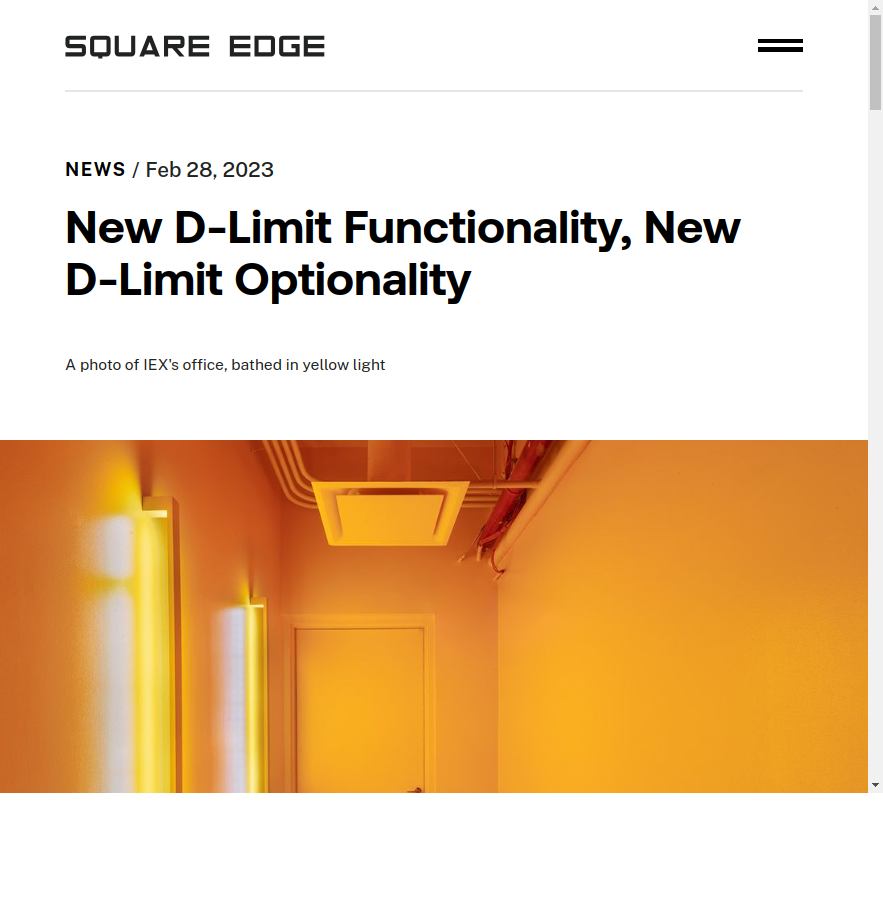 SQUARE EDGE
NEWS / Feb 28, 2023
New D-Limit Functionality, New
D-Limit Optionality
A photo of IEX's office, bathed in yellow light